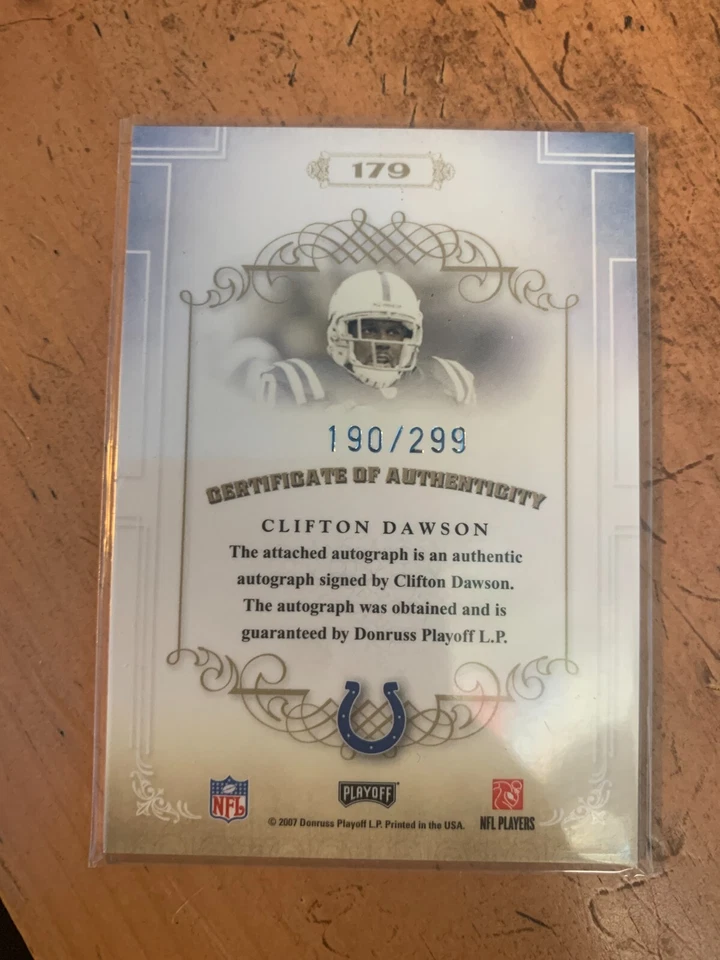 179
190/299
CERTIFICATE OF AUTHENTICITY
CLIFTON DAWSON
The attached autograph is an authentic
autograph signed by Clifton Dawson.
The autograph was obtained and is
guaranteed by Donruss Playoff L.P.
NFL
PLAYOFF
© 2007 Donruss Playoff L.P. Printed in the USA.
NFL PLAYERS